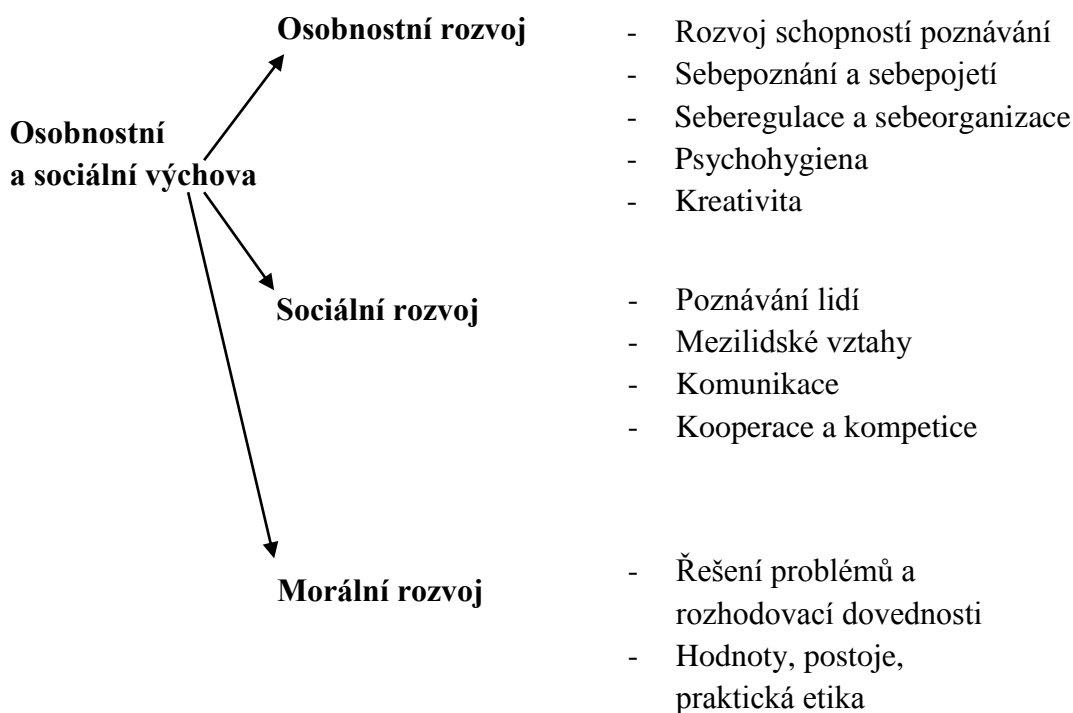 Osobnostní
a sociální výchova
Osobnostní rozvoj
- Rozvoj schopností poznávání
- Sebepoznání a sebepojetí
- Seberegulace a sebeorganizace
- Psychohygiena
- Kreativita
Sociální rozvoj
- Poznávání lidí
- Mezilidské vztahy
- Komunikace
- Kooperace a kompetice
Morální rozvoj
- Řešení problémů a
rozhodovací dovednosti
- Hodnoty, postoje,
praktická etika